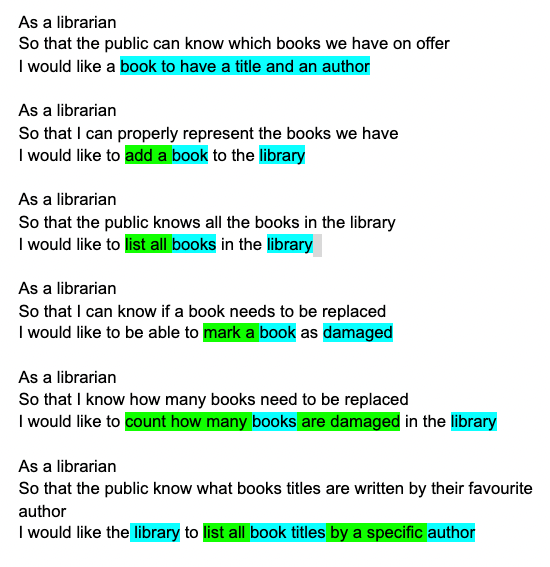 As a librarian
So that the public can know which books we have on offer
I would like a book to have a title and an author
As a librarian
So that I can properly represent the books we have
I would like to add a book to the library
As a librarian
So that the public knows all the books in the library
I would like to list all books in the library
As a librarian
So that I can know if a book needs to be replaced
I would like to be able to mark a book as damaged
As a librarian
So that I know how many books need to be replaced
I would like to count how many books are damaged in the library
As a librarian
So that the public know what books titles are written by their favourite
author
I would like the library to list all book titles by a specific author